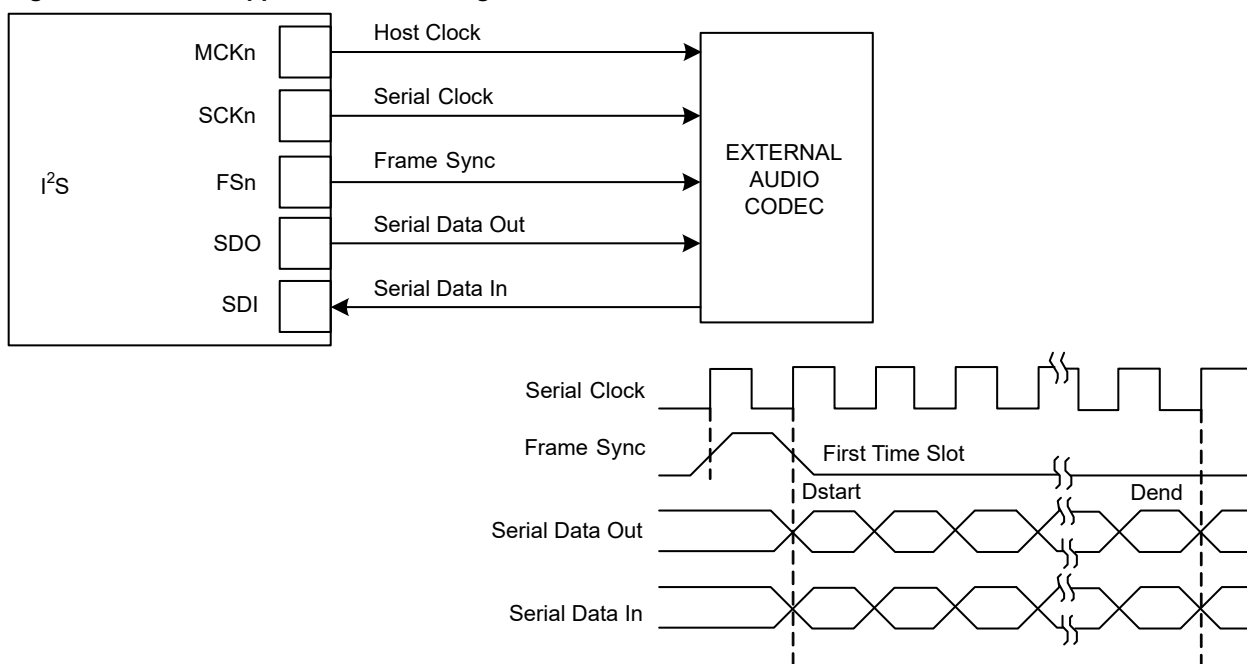 MCKn
Host Clock
SCKn
Serial Clock
I²S
FSn
Frame Sync
EXTERNAL
AUDIO
CODEC
SDO
Serial Data Out
SDI
Serial Data In
Serial Clock
Frame Sync
First Time Slot
Dstart
Dend
Serial Data Out
Serial Data In